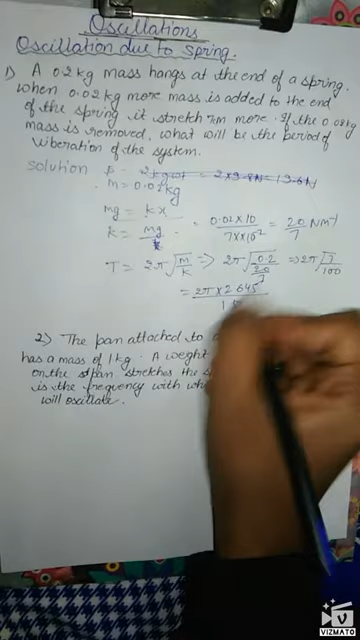 Oscillations
Oscillation due to Spring.
1) A 0.2 kg mass hangs at the end of a spring.
when 0.02 kg more mass is added to the end
of the spring, it stretch 7cm more. If the 0.02kg
mass is removed, what will be the period of
viberation of the system.
Solution
m = 0.02kg
mg = kx
k = mg/x = 0.02 × 10 / 7 × 10² = 20/7 Nm⁻¹
T = 2π √m/k ⇒ 2π √0.2/20/7 ⇒ 2π √7/100
= 2π × 2.645
2) The pan attached to a
has a mass of 1 kg. A weight
on the pan stretches the s
is the frequency with wh
will oscillate.
VIZMATO